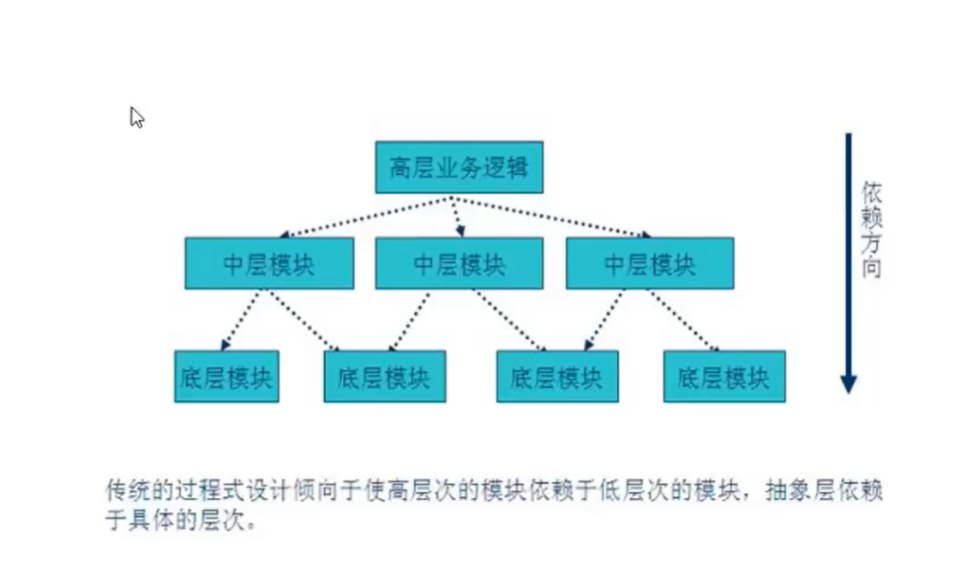 高层业务逻辑
中层模块
中层模块
中层模块
底层模块
底层模块
底层模块
底层模块
依赖方向
传统的过程式设计倾向于使高层次的模块依赖于低层次的模块，抽象层依赖
于具体的层次。